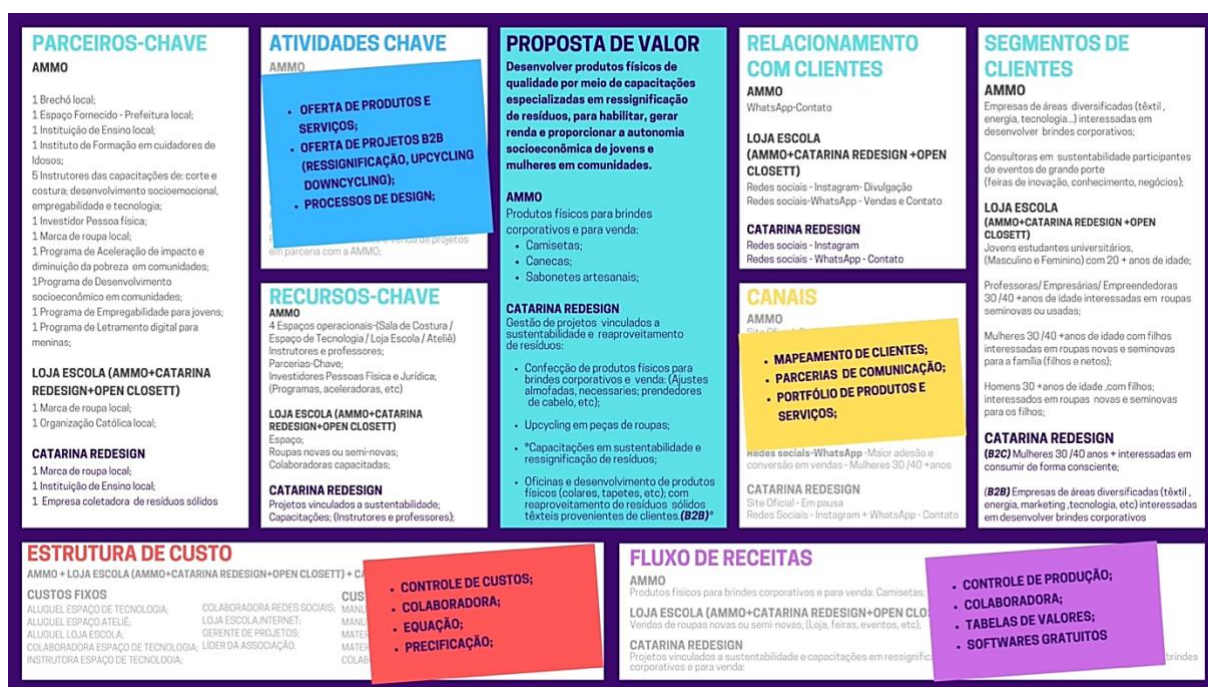 PARCEIROS-CHAVE
AMMO
1 Brechó local;
1 Espaço Fornecido - Prefeitura local;
1 Instituição de Ensino local;
1 Instituto de Formação em cuidadores de
Idosos;
5 Instrutores das capacitações de: corte e
costura; desenvolvimento socioemocional,
empregabilidade e tecnologia;
1 Investidor Pessoa física;
1 Marca de roupa local;
1 Programa de Aceleração de impacto e
diminuição da pobreza em comunidades;
1Programa de Desenvolvimento
socioeconômico em comunidades;
1 Programa de Empregabilidade para jovens;
1 Programa de Letramento digital para
meninas;
LOJA ESCOLA (AMMO+CATARINA
REDESIGN+OPEN CLOSETT)
1 Marca de roupa local;
1 Organização Católica local;
CATARINA REDESIGN
1 Marca de roupa local;
1 Instituição de Ensino local;
1 Empresa coletadora de resíduos sólidos
ATIVIDADES CHAVE
AMMO
• OFERTA DE PRODUTOS E
SERVIÇOS;
• OFERTA DE PROJETOS B2B
(RESSIGNIFICAÇÃO, UPCYCLING
DOWNCYCLING);
• PROCESSOS DE DESIGN;
venda de projetos
em parceria com a AMMO;
RECURSOS-CHAVE
AMMO
4 Espaços operacionais-(Sala de Costura /
Espaço de Tecnologia / Loja Escola / Ateliê)
Instrutores e professores;
Parcerias-Chave;
Investidores Pessoas Física e Jurídica;
(Programas, aceleradoras, etc)
LOJA ESCOLA (AMMO+CATARINA
REDESIGN+OPEN CLOSETT)
Espaço;
Roupas novas ou semi-novas;
Colaboradoras capacitadas;
CATARINA REDESIGN
Projetos vinculados a sustentabilidade;
Capacitações; (Instrutores e professores);
PROPOSTA DE VALOR
Desenvolver produtos físicos de
qualidade por meio de capacitações
especializadas em ressignificação
de resíduos, para habilitar, gerar
renda e proporcionar a autonomia
socioeconômica de jovens e
mulheres em comunidades.
AMMO
Produtos físicos para brindes
corporativos e para venda:
• Camisetas;
• Canecas;
• Sabonetes artesanais;
CATARINA REDESIGN
Gestão de projetos vinculados a
sustentabilidade e reaproveitamento
de resíduos:
• Confecção de produtos físicos para
brindes corporativos e venda: (Ajustes
almofadas, necessaries; prendedores
de cabelo, etc);
• Upcycling em peças de roupas;
• *Capacitações em sustentabilidade e
ressignificação de resíduos;
• Oficinas e desenvolvimento de produtos
físicos (colares, tapetes, etc); com
reaproveitamento de resíduos sólidos
têxteis provenientes de clientes.(B2B)*
RELACIONAMENTO
COM CLIENTES
AMMO
WhatsApp-Contato
LOJA ESCOLA
(AMMO+CATARINA REDESIGN +OPEN
CLOSETT)
Redes sociais - Instagram- Divulgação
Redes sociais-WhatsApp - Vendas e Contato
CATARINA REDESIGN
Redes sociais - Instagram
Redes sociais - WhatsApp - Contato
CANAIS
AMMO
• MAPEAMENTO DE CLIENTES;
• PARCERIAS DE COMUNICAÇÃO;
• PORTFÓLIO DE PRODUTOS E
SERVIÇOS;
Redes sociais-WhatsApp -Maior adesão e
conversão em vendas - Mulheres 30 /40 +anos
CATARINA REDESIGN
Site Oficial - Em pausa
Redes Sociais - Instagram + WhatsApp - Contato
SEGMENTOS DE
CLIENTES
AMMO
Empresas de áreas diversificadas (têxtil ,
energia, tecnologia...) interessadas em
desenvolver brindes corporativos;
Consultoras em sustentabilidade participantes
de eventos de grande porte
(feiras de inovação, conhecimento, negócios);
LOJA ESCOLA
(AMMO+CATARINA REDESIGN +OPEN
CLOSETT)
Jovens estudantes universitários,
(Masculino e Feminino) com 20 + anos de idade;
Professoras/ Empresárias/ Empreendedoras
30 /40 +anos de idade interessadas em roupas
seminovas ou usadas;
Mulheres 30 /40 +anos de idade com filhos
interessadas em roupas novas e seminovas
para a família (filhos e netos);
Homens 30 +anos de idade ,com filhos;
interessados em roupas novas e seminovas
para os filhos;
CATARINA REDESIGN
(B2C) Mulheres 30 /40 anos + interessadas em
consumir de forma consciente;
(B2B) Empresas de áreas diversificadas (têxtil ,
energia, marketing ,tecnologia, etc) interessadas
em desenvolver brindes corporativos
ESTRUTURA DE CUSTO
AMMO + LOJA ESCOLA (AMMO+CATARINA REDESIGN+OPEN CLOSETT) +
CUSTOS FIXOS
ALUGUEL ESPAÇO DE TECNOLOGIA;
ALUGUEL ESPAÇO ATELIÊ;
ALUGUEL LOJA ESCOLA;
COLABORADORA ESPAÇO DE TECNOLOGIA;
INSTRUTORA ESPAÇO DE TECNOLOGIA;
COLABORADORA REDES SOCIAIS;
LOJA ESCOLA,INTERNET;
GERENTE DE PROJETOS;
LÍDER DA ASSOCIAÇÃO.
• CONTROLE DE CUSTOS;
• COLABORADORA;
• EQUAÇÃO;
• PRECIFICAÇÃO;
FLUXO DE RECEITAS
AMMO
Produtos físicos para brindes corporativos e para venda: Camisetas;
LOJA ESCOLA (AMMO+CATARINA REDESIGN+OPEN
Vendas de roupas novas ou semi-novas; (Loja, feiras, eventos, etc),
CATARINA REDESIGN
Projetos vinculados a sustentabilidade e capacitações em
brindes
corporativos e para venda:
• CONTROLE DE PRODUÇÃO;
• COLABORADORA;
• TABELAS DE VALORES;
• SOFTWARES GRATUITOS